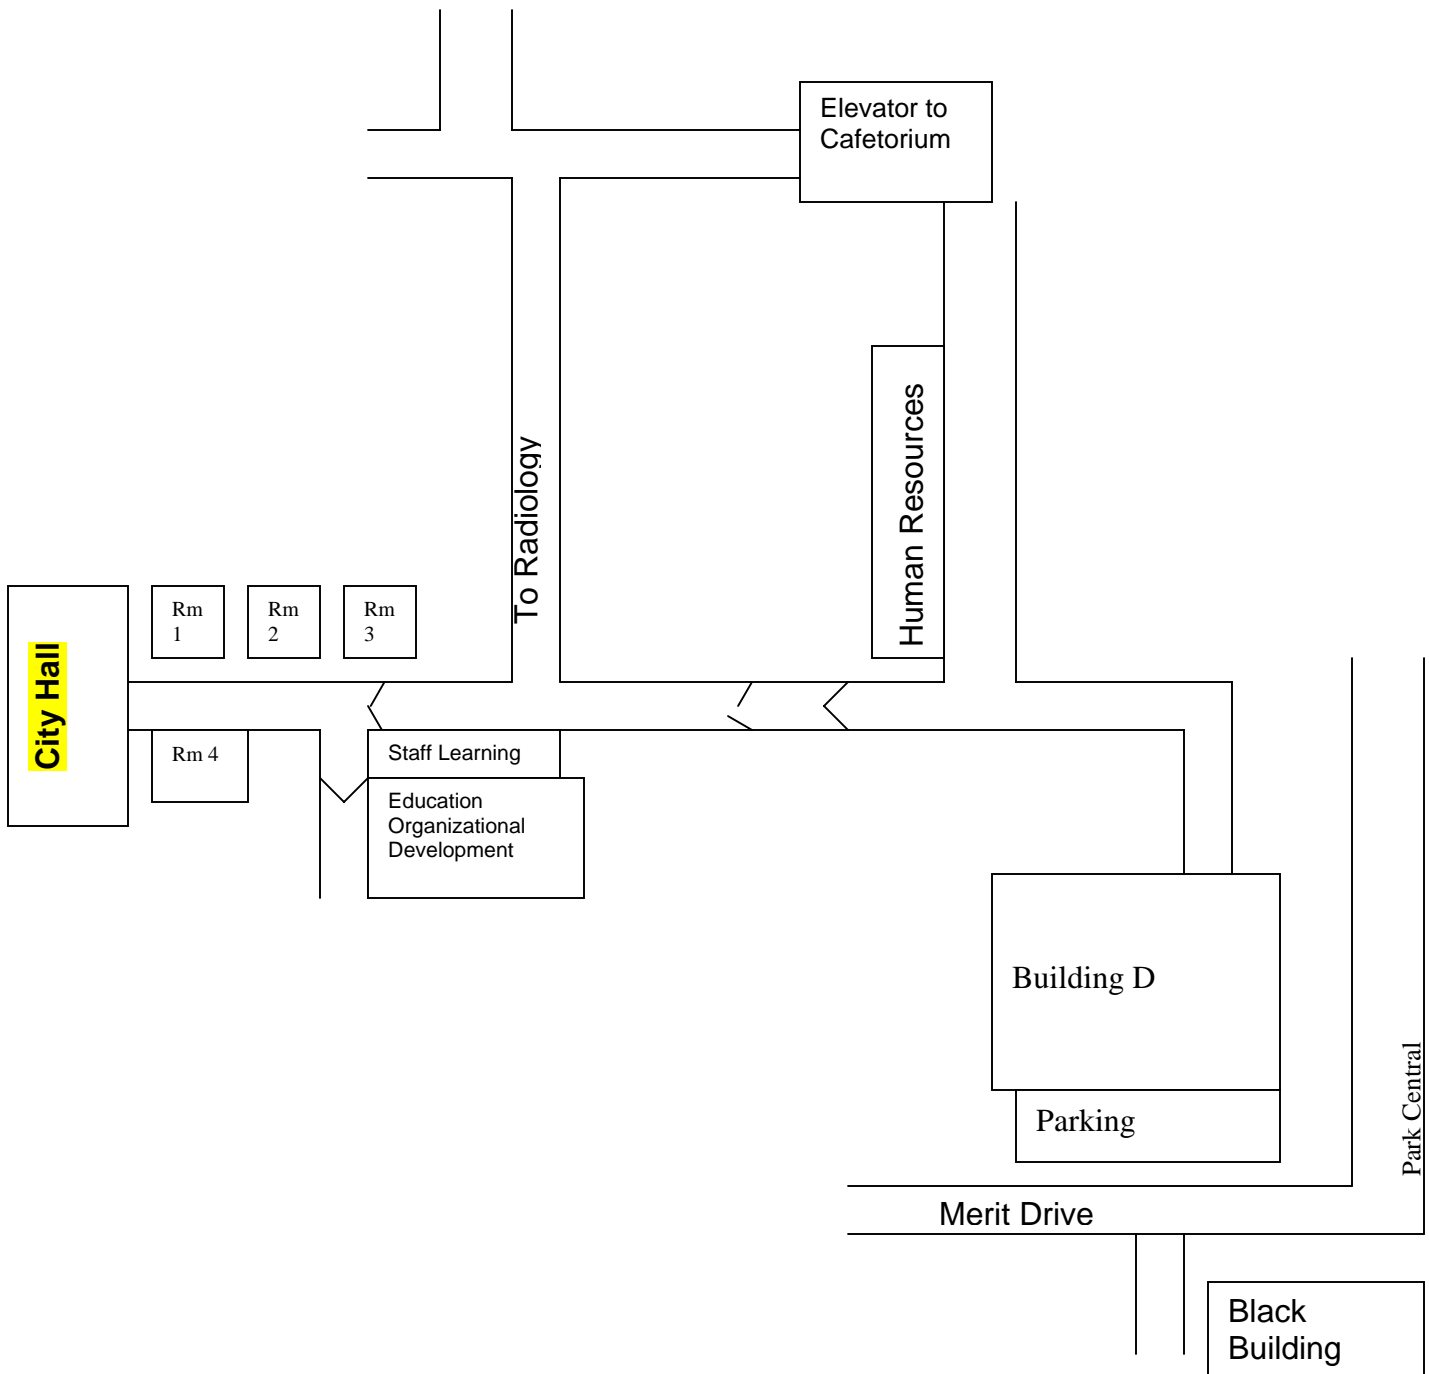 Elevator to
Cafetorium
Human Resources
To Radiology
Rm
1
Rm
2
Rm
3
City Hall
Rm 4
Staff Learning
Education
Organizational
Development
Building D
Parking
Park Central
Merit Drive
Black
Building